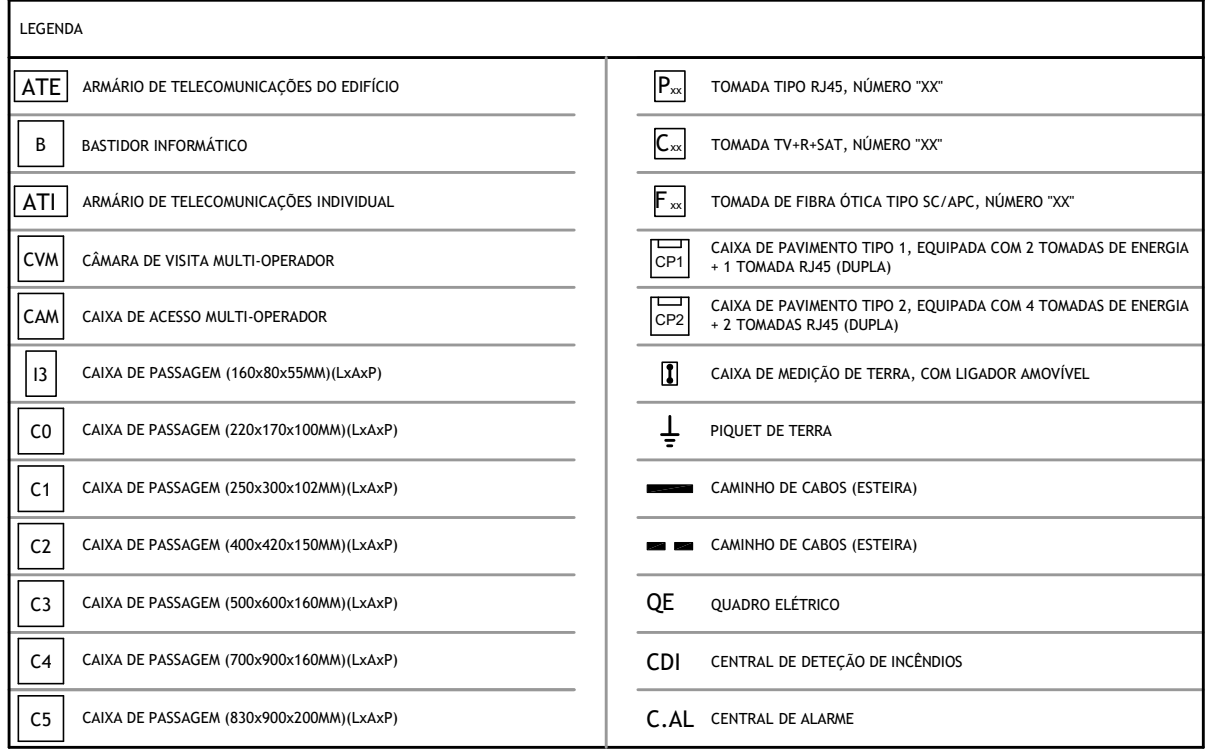 LEGENDA
ATE ARMÁRIO DE TELECOMUNICAÇÕES DO EDIFÍCIO
B BASTIDOR INFORMÁTICO
ATI ARMÁRIO DE TELECOMUNICAÇÕES INDIVIDUAL
CVM CÂMARA DE VISITA MULTI-OPERADOR
CAM CAIXA DE ACESSO MULTI-OPERADOR
I3 CAIXA DE PASSAGEM (160x80x55MM)(LxAxP)
C0 CAIXA DE PASSAGEM (220x170x100MM)(LxAxP)
C1 CAIXA DE PASSAGEM (250x300x102MM)(LxAxP)
C2 CAIXA DE PASSAGEM (400x420x150MM)(LxAxP)
C3 CAIXA DE PASSAGEM (500x600x160MM)(LxAxP)
C4 CAIXA DE PASSAGEM (700x900x160MM)(LxAxP)
C5 CAIXA DE PASSAGEM (830x900x200MM)(LxAxP)
Pxx TOMADA TIPO RJ45, NÚMERO "XX"
Cxx TOMADA TV+R+SAT, NÚMERO "XX"
Fxx TOMADA DE FIBRA ÓTICA TIPO SC/APC, NÚMERO "XX"
CP1 CAIXA DE PAVIMENTO TIPO 1, EQUIPADA COM 2 TOMADAS DE ENERGIA
+ 1 TOMADA RJ45 (DUPLA)
CP2 CAIXA DE PAVIMENTO TIPO 2, EQUIPADA COM 4 TOMADAS DE ENERGIA
+ 2 TOMADAS RJ45 (DUPLA)
CAIXA DE MEDIÇÃO DE TERRA, COM LIGADOR AMOVÍVEL
PIQUET DE TERRA
CAMINHO DE CABOS (ESTEIRA)
CAMINHO DE CABOS (ESTEIRA)
QE QUADRO ELÉTRICO
CDI CENTRAL DE DETEÇÃO DE INCÊNDIOS
C.AL CENTRAL DE ALARME